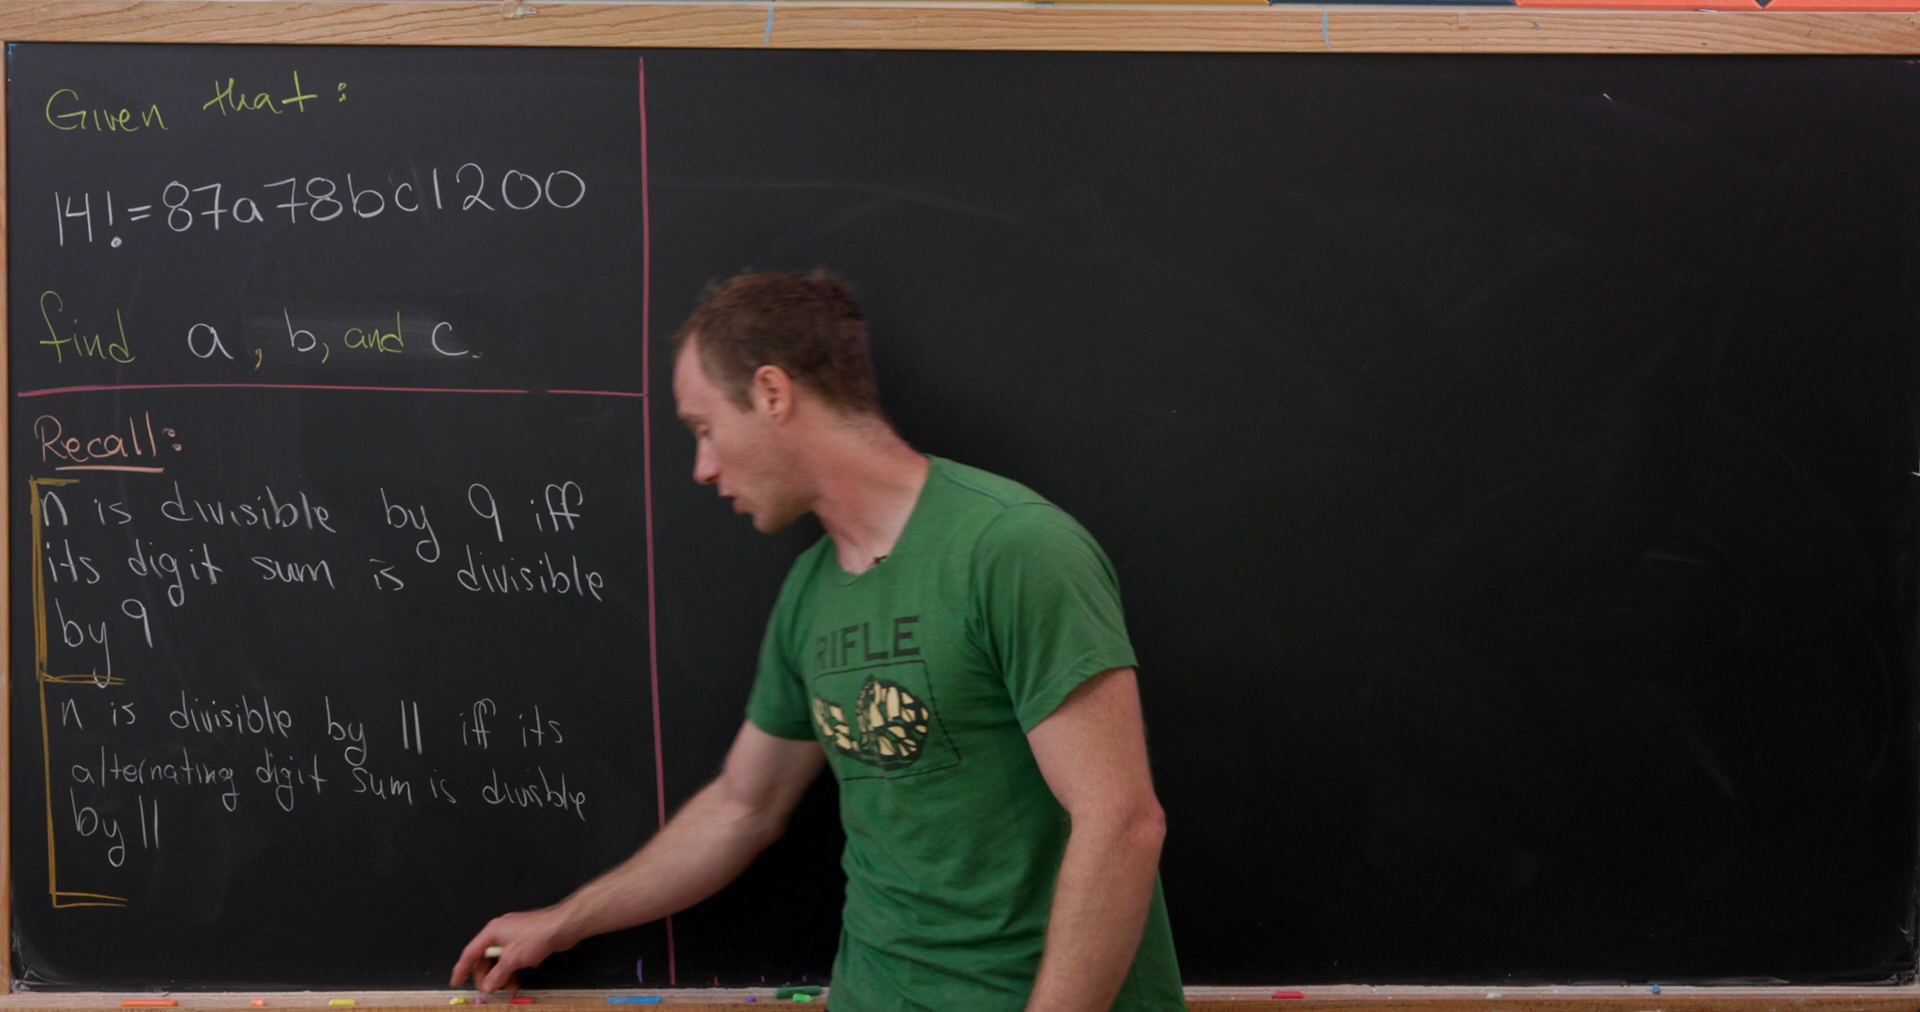 Given that:
14!=87a78bc1200
find a, b, and c.
Recall:
n is divisible by 9 iff
its digit sum is divisible
by 9
n is divisible by 11 iff its
alternating digit sum is divisible
by 11
RIFLE